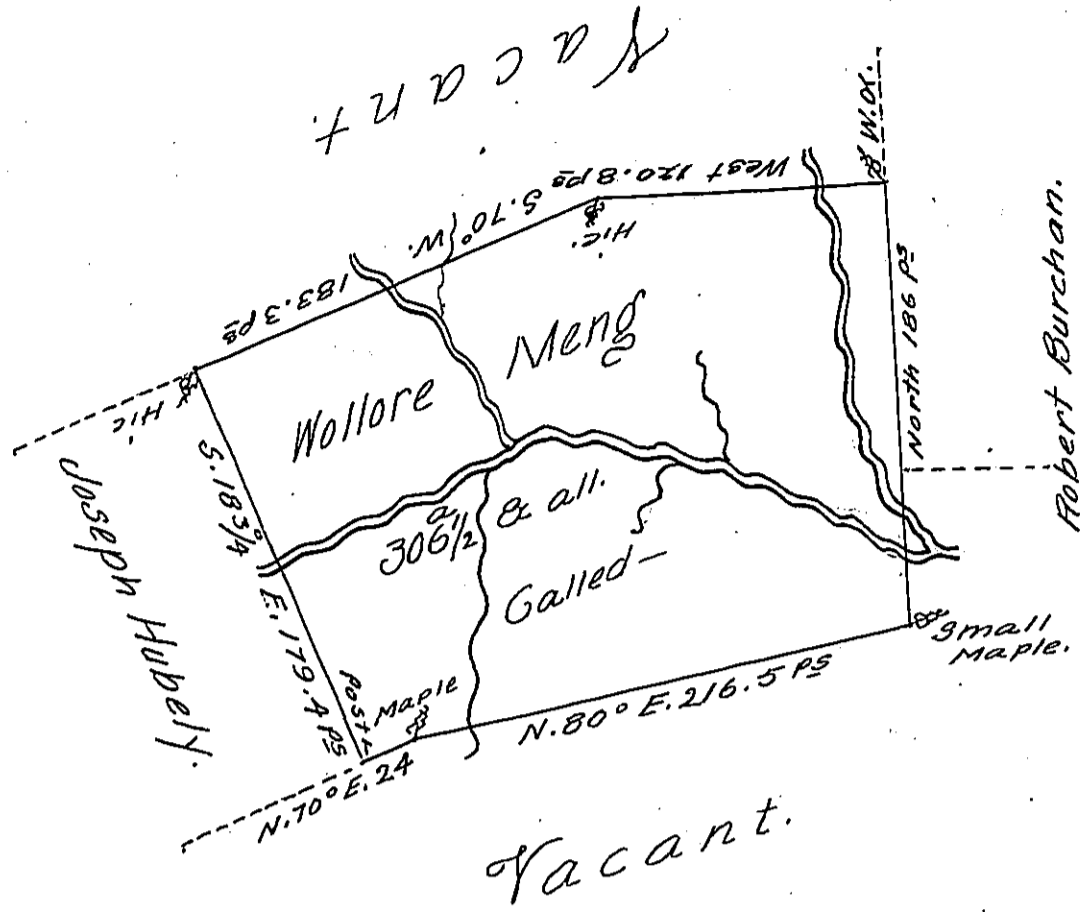 Vacant.
W.O.
West 120.8 ps
Hic.
S. 70° W.
183.3 ps
Hic
North 186 ps
Robert Burchan.
Meng
Wollore
S. 18 3/4° E. 179.4 ps
Joseph Hubely.
306 1/2 a & all.
Galled —
Small
Maple.
Maple
Post
N. 80° E. 216.5 ps
N. 70° E. 24
Vacant.